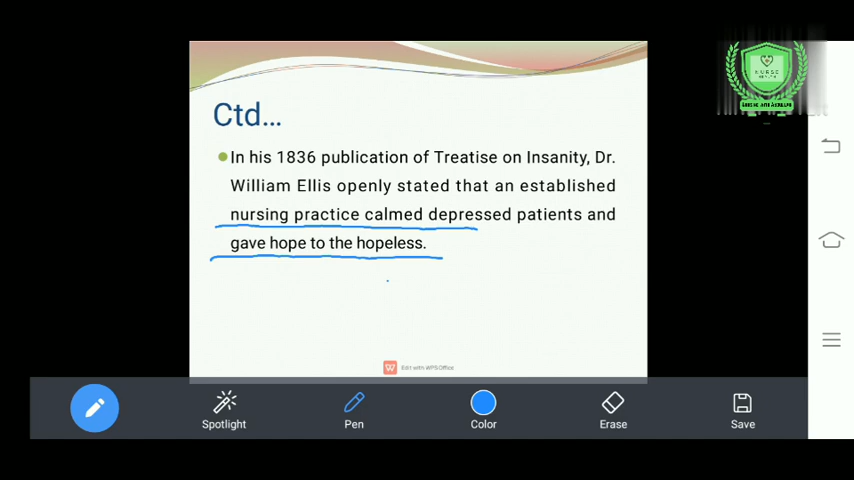 Ctd...
In his 1836 publication of Treatise on Insanity, Dr.
William Ellis openly stated that an established
nursing practice calmed depressed patients and
gave hope to the hopeless.
Edit with WPS Office
Spotlight
Pen
Color
Erase
Save
NURSE